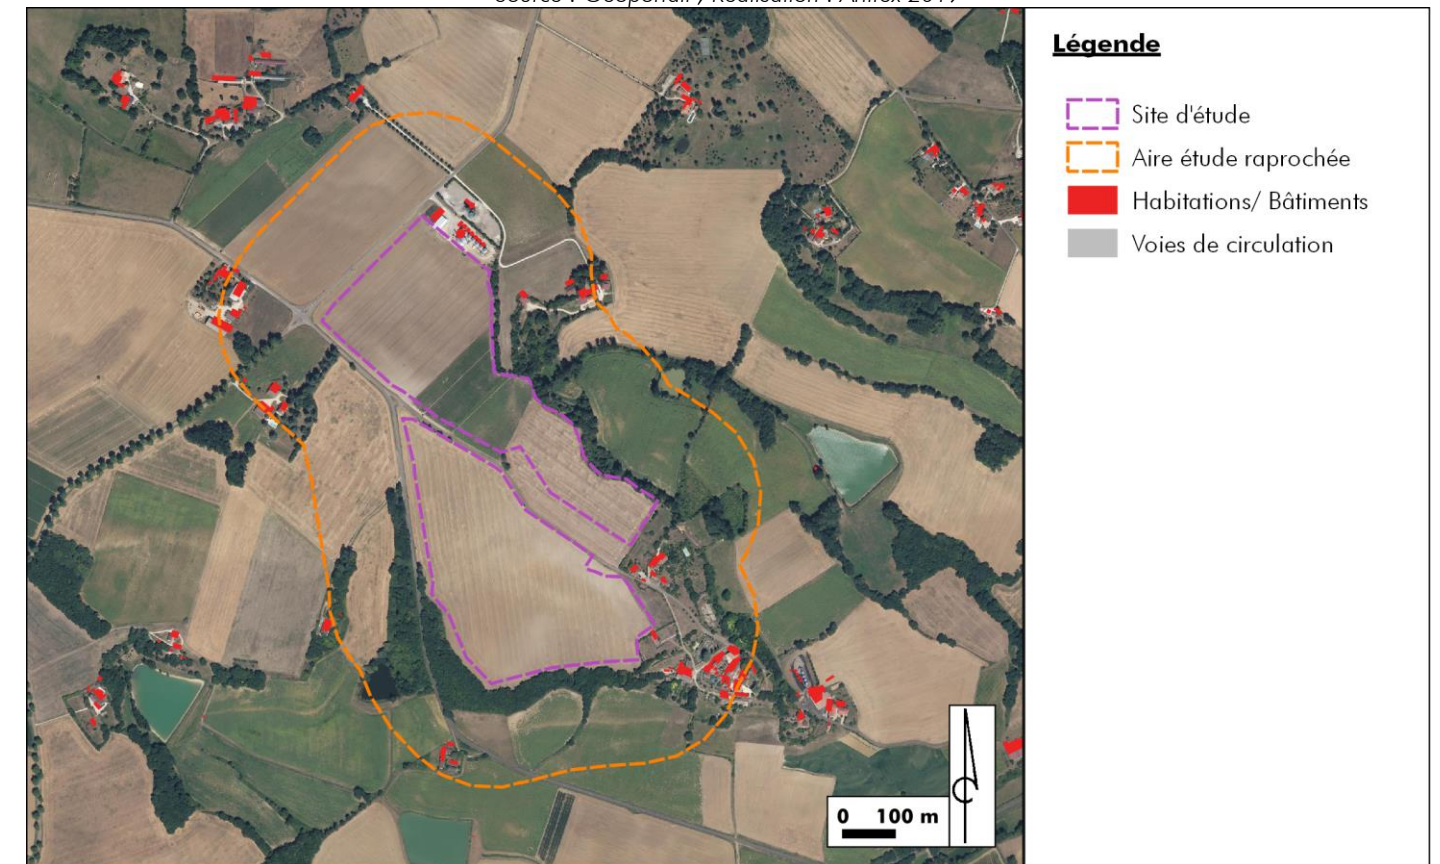 Légende
Site d'étude
Aire étude raprochée
Habitations/ Bâtiments
Voies de circulation
0 100 m